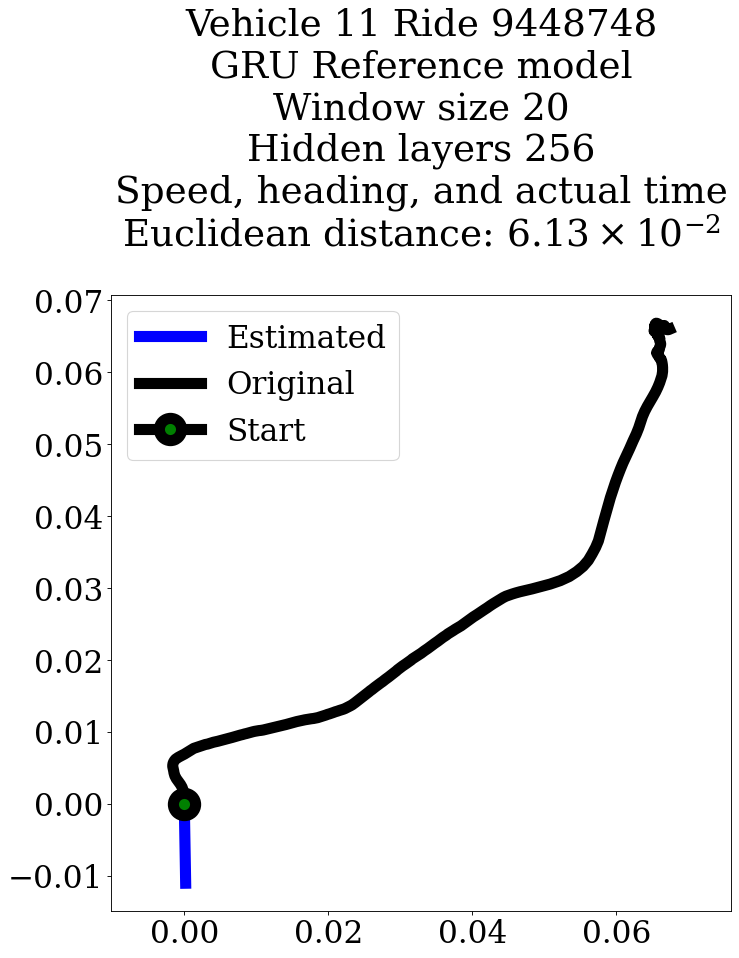 Vehicle 11 Ride 9448748
GRU Reference model
Window size 20
Hidden layers 256
Speed, heading, and actual time
Euclidean distance: 6.13 × 10⁻²
0.07
0.06
0.05
0.04
0.03
0.02
0.01
0.00
−0.01
Estimated
Original
Start
0.00 0.02 0.04 0.06